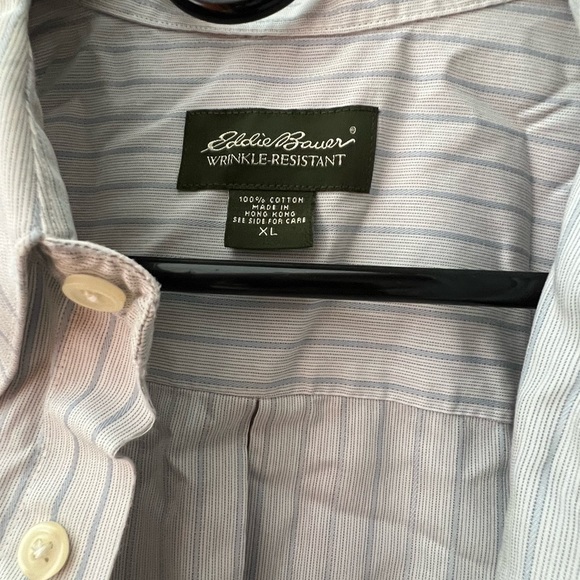 Eddie Bauer®
WRINKLE-RESISTANT
100% COTTON
MADE IN
HONG KONG
SEE SIDE FOR CARE
XL